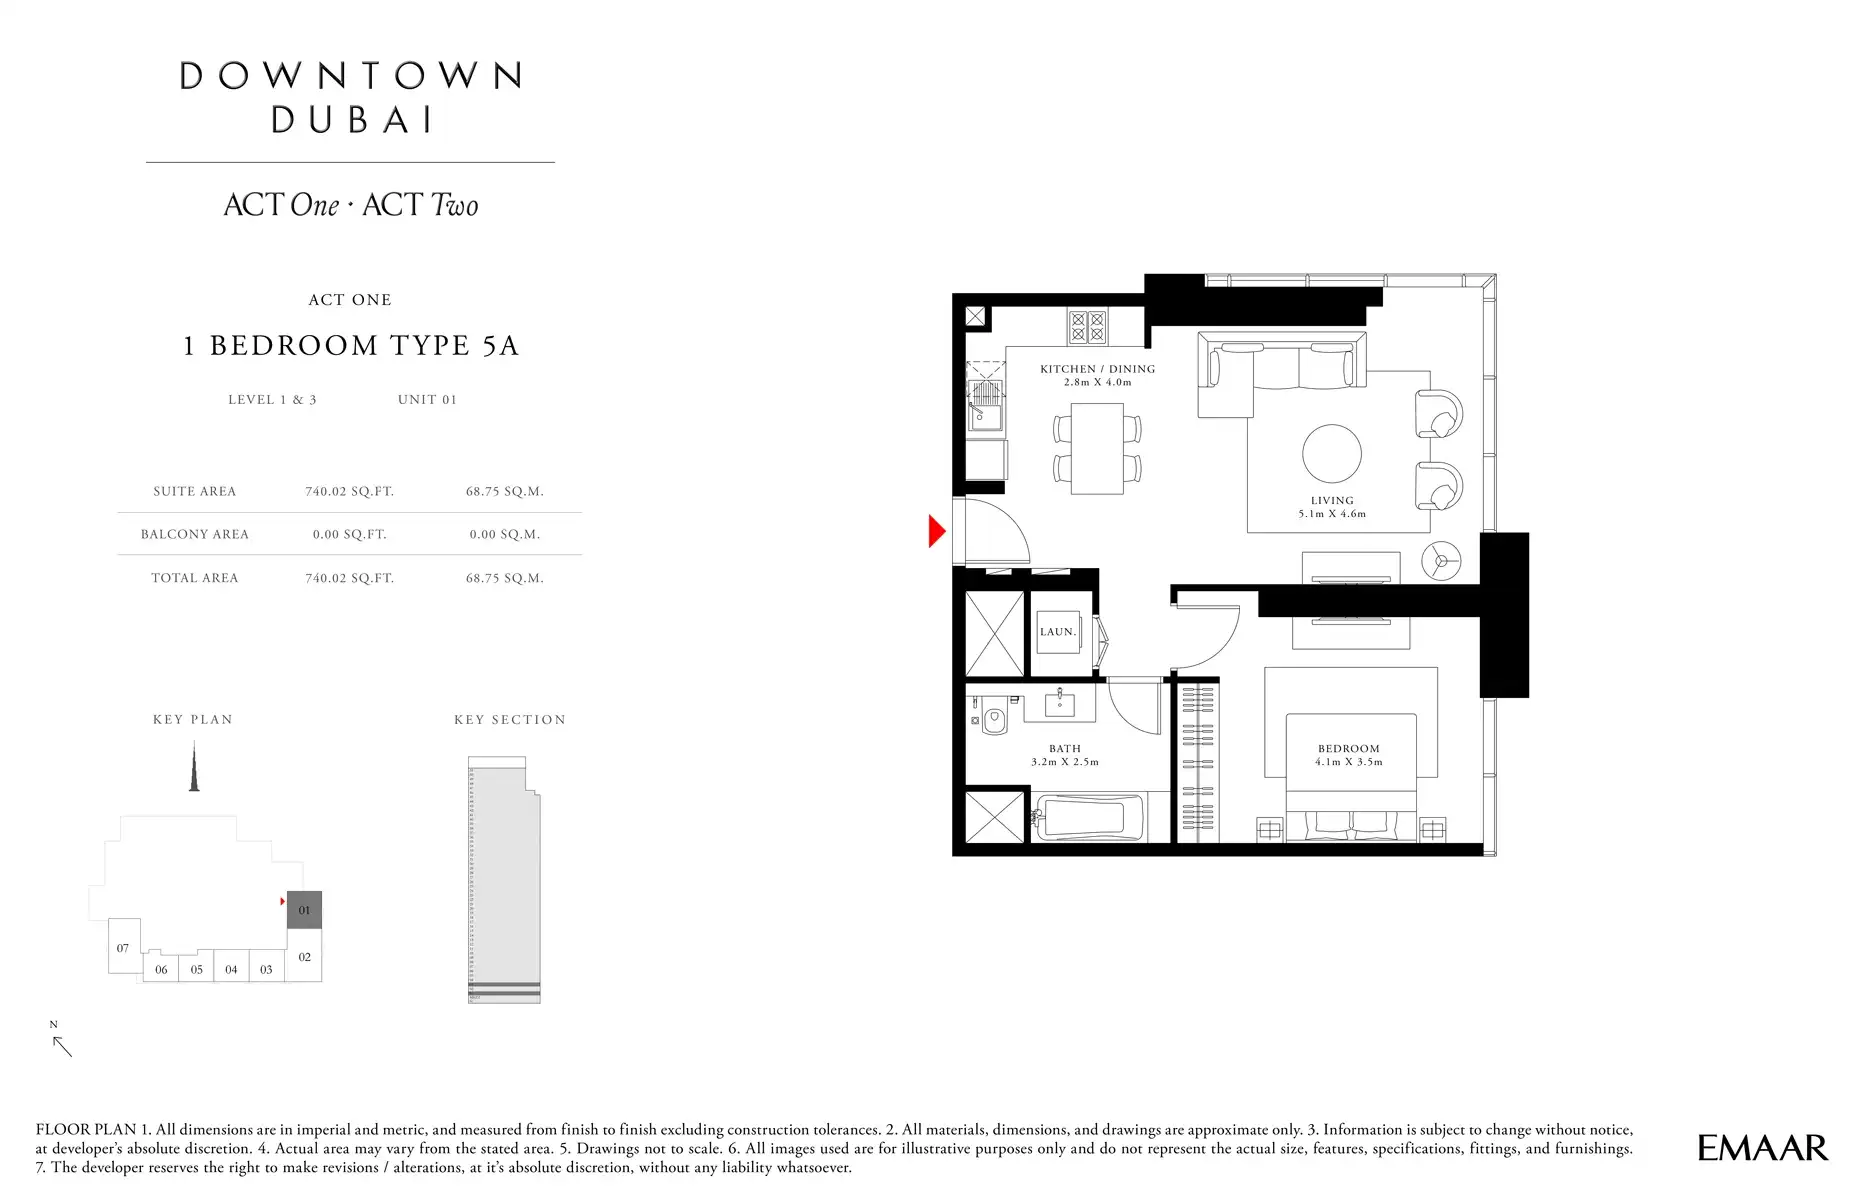 DOWNTOWN
DUBAI
ACT One · ACT Two
ACT ONE
1 BEDROOM TYPE 5A
LEVEL 1 & 3 UNIT 01
SUITE AREA 740.02 SQ.FT. 68.75 SQ.M.
BALCONY AREA 0.00 SQ.FT. 0.00 SQ.M.
TOTAL AREA 740.02 SQ.FT. 68.75 SQ.M.
KEY PLAN KEY SECTION
01
02
03
04
05
06
07
N
KITCHEN / DINING
2.8m X 4.0m
LIVING
5.1m X 4.6m
LAUN.
BATH
3.2m X 2.5m
BEDROOM
4.1m X 3.5m
FLOOR PLAN 1. All dimensions are in imperial and metric, and measured from finish to finish excluding construction tolerances. 2. All materials, dimensions, and drawings are approximate only. 3. Information is subject to change without notice,
at developer's absolute discretion. 4. Actual area may vary from the stated area. 5. Drawings not to scale. 6. All images used are for illustrative purposes only and do not represent the actual size, features, specifications, fittings, and furnishings.
7. The developer reserves the right to make revisions / alterations, at it's absolute discretion, without any liability whatsoever.
EMAAR